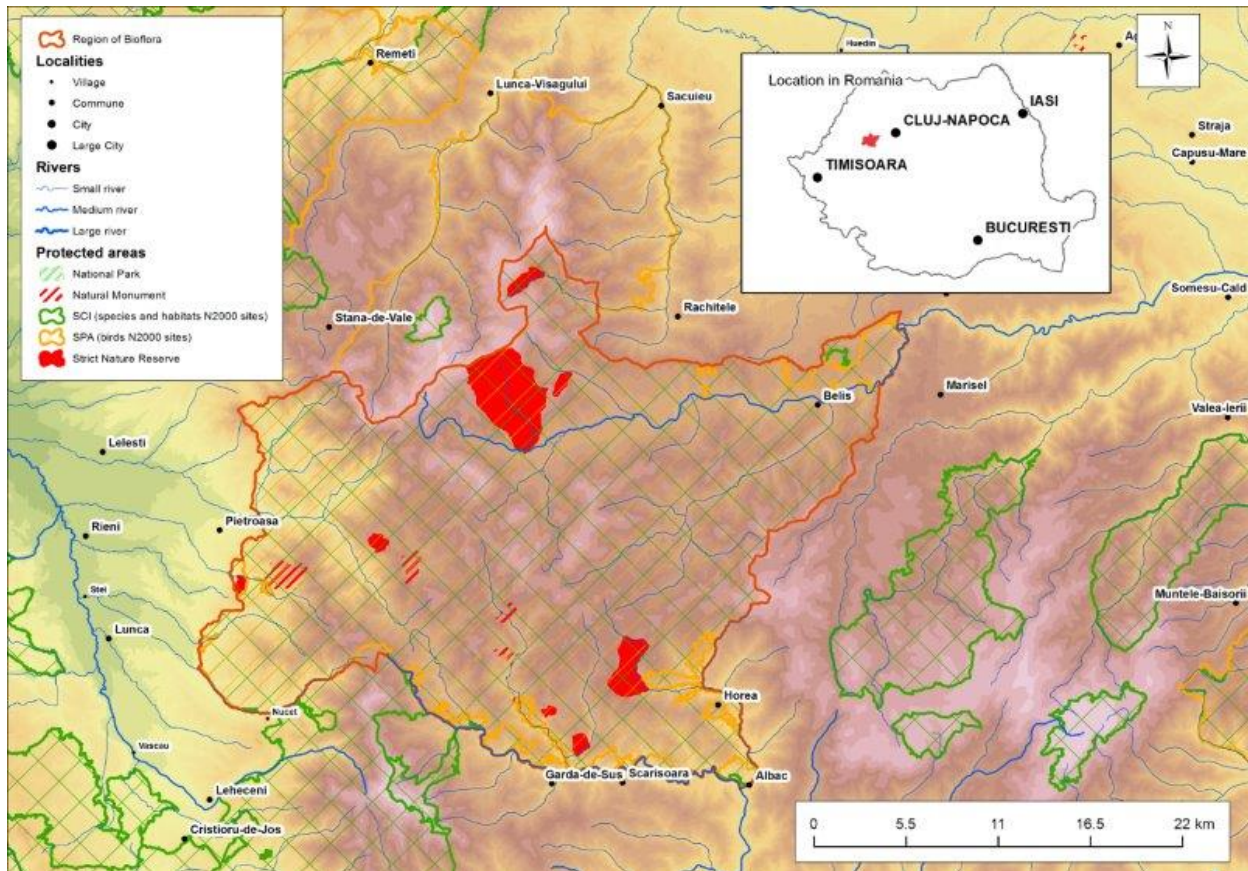 Region of Bioflora
Localities
Village
Commune
City
Large City
Rivers
Small river
Medium river
Large river
Protected areas
National Park
Natural Monument
SCI (species and habitats N2000 sites)
SPA (birds N2000 sites)
Strict Nature Reserve
Location in Romania
IASI
CLUJ-NAPOCA
TIMISOARA
BUCURESTI
N
Remeti
Huedin
Lunca-Visagului
Sacuieu
Straja
Capusu-Mare
Somesu-Cald
Rachitele
Stana-de-Vale
Marisel
Belis
Valea-Ierii
Lelesti
Pietroasa
Rieni
Stei
Muntele-Baisorii
Lunca
Horea
Nucet
Vascau
Garda-de-Sus
Scarisoara
Albac
Leheceni
Cristioru-de-Jos
0 5.5 11 16.5 22 km